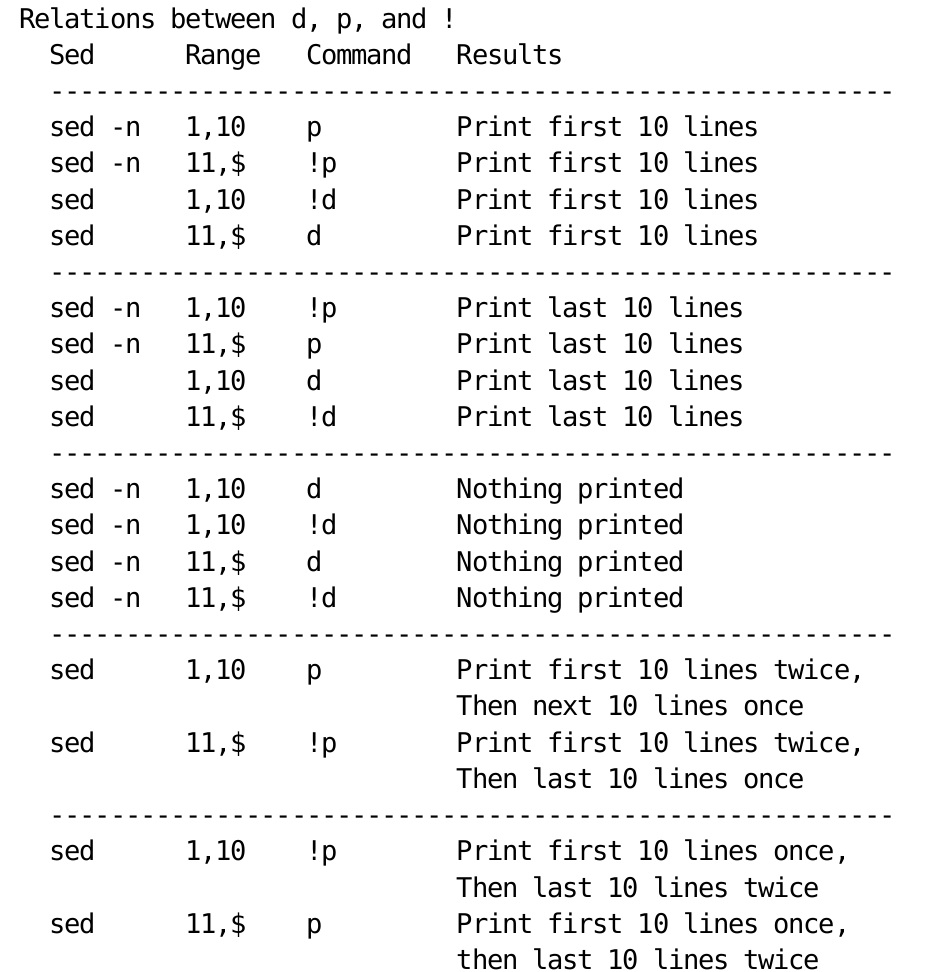 Relations between d, p, and !
Sed Range Command Results
--------------------------------------------------------
sed -n 1,10 p Print first 10 lines
sed -n 11,$ !p Print first 10 lines
sed 1,10 !d Print first 10 lines
sed 11,$ d Print first 10 lines
--------------------------------------------------------
sed -n 1,10 !p Print last 10 lines
sed -n 11,$ p Print last 10 lines
sed 1,10 d Print last 10 lines
sed 11,$ !d Print last 10 lines
--------------------------------------------------------
sed -n 1,10 d Nothing printed
sed -n 1,10 !d Nothing printed
sed -n 11,$ d Nothing printed
sed -n 11,$ !d Nothing printed
--------------------------------------------------------
sed 1,10 p Print first 10 lines twice,
Then next 10 lines once
sed 11,$ !p Print first 10 lines twice,
Then last 10 lines once
--------------------------------------------------------
sed 1,10 !p Print first 10 lines once,
Then last 10 lines twice
sed 11,$ p Print first 10 lines once,
then last 10 lines twice